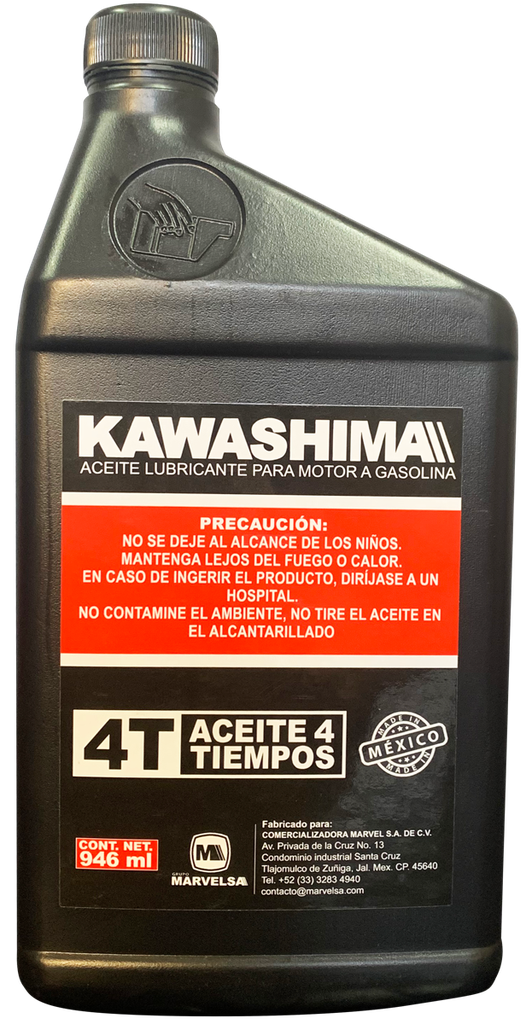 KAWASHIMA
ACEITE LUBRICANTE PARA MOTOR A GASOLINA
PRECAUCIÓN:
NO SE DEJE AL ALCANCE DE LOS NIÑOS.
MANTENGA LEJOS DEL FUEGO O CALOR.
EN CASO DE INGERIR EL PRODUCTO, DIRÍJASE A UN
HOSPITAL.
NO CONTAMINE EL AMBIENTE, NO TIRE EL ACEITE EN
EL ALCANTARILLADO
4T
ACEITE 4
TIEMPOS
MADE IN
MÉXICO
MADE IN
CONT. NET.
946 ml
M
GRUPO
MARVELSA
Fabricado para:
COMERCIALIZADORA MARVEL S.A. DE C.V.
Av. Privada de la Cruz No. 13
Condominio industrial Santa Cruz
Tlajomulco de Zuñiga, Jal. Mex. CP. 45640
Tel. +52 (33) 3283 4940
contacto@marvelsa.com